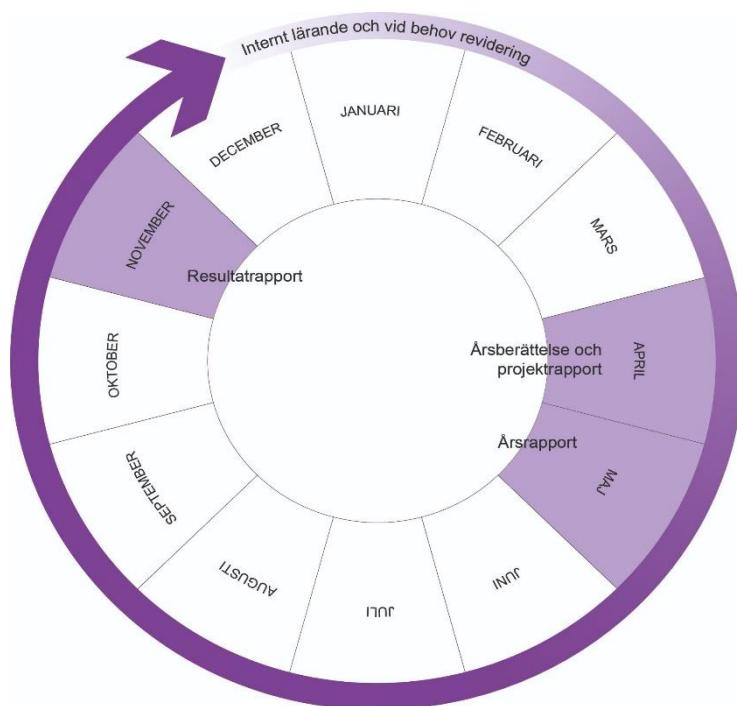 Internt lärande och vid behov revidering
JANUARI
FEBRUARI
MARS
APRIL
Årsberättelse och
projektrapport
MAJ
Årsrapport
JUNI
JULI
AUGUSTI
SEPTEMBER
OKTOBER
NOVEMBER
Resultatrapport
DECEMBER